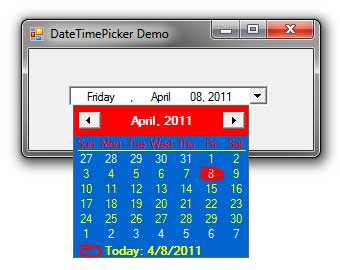 DateTimePicker Demo
Friday , April 08, 2011
April, 2011
Sun Mon Tue Wed Thu Fri Sat
27 28 29 30 31 1 2
3 4 5 6 7 8 9
10 11 12 13 14 15 16
17 18 19 20 21 22 23
24 25 26 27 28 29 30
1 2 3 4 5 6 7
Today: 4/8/2011